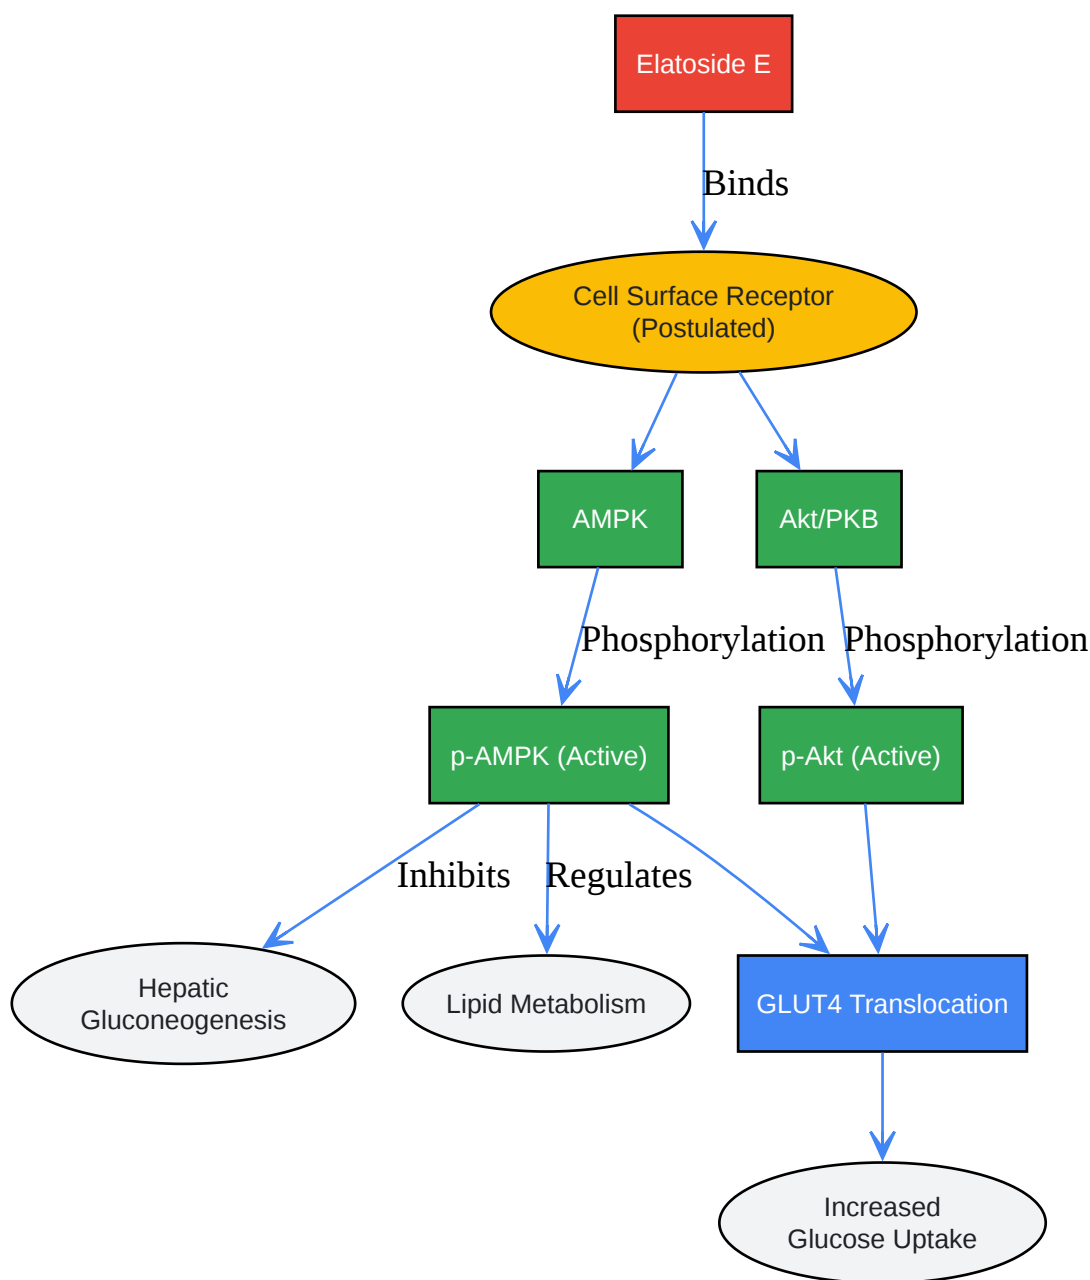 Elatoside E
Binds
Cell Surface Receptor
(Postulated)
AMPK
Akt/PKB
Phosphorylation
Phosphorylation
p-AMPK (Active)
p-Akt (Active)
Inhibits
Regulates
Hepatic
Gluconeogenesis
Lipid Metabolism
GLUT4 Translocation
Increased
Glucose Uptake